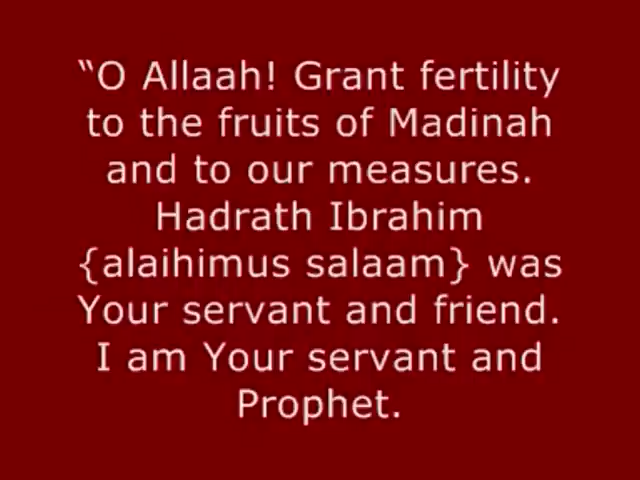 “O Allaah! Grant fertility
to the fruits of Madinah
and to our measures.
Hadrath Ibrahim
{alaihimus salaam} was
Your servant and friend.
I am Your servant and
Prophet.